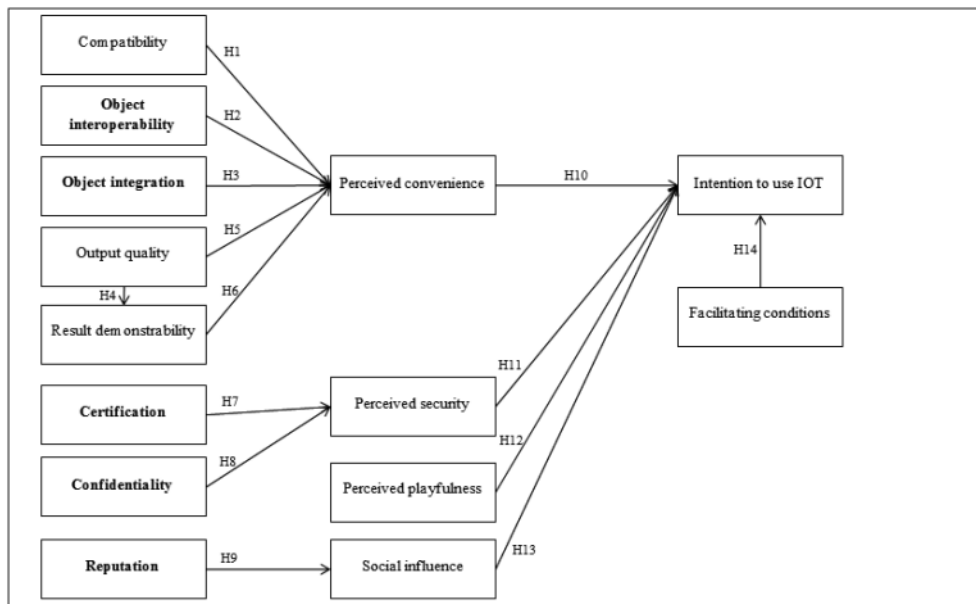 Compatibility
H1
Object
interoperability
H2
Object integration
H3
Perceived convenience
H10
Intention to use IOT
Output quality
H5
H4
H6
H14
Result demonstrability
Facilitating conditions
H11
Certification
H7
Perceived security
H12
H8
Confidentiality
Perceived playfulness
H13
Reputation
H9
Social influence